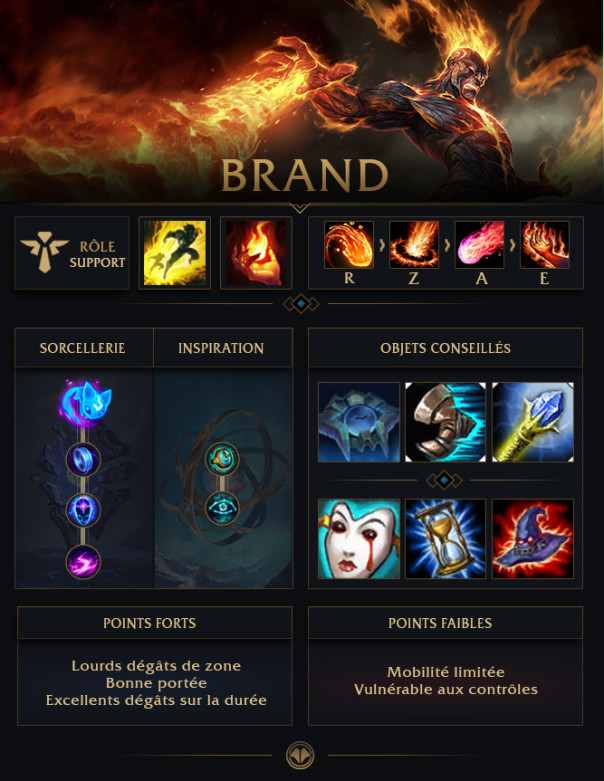 BRAND
RÔLE
SUPPORT
R Z A E
SORCELLERIE
INSPIRATION
OBJETS CONSEILLÉS
POINTS FORTS
Lourds dégâts de zone
Bonne portée
Excellents dégâts sur la durée
POINTS FAIBLES
Mobilité limitée
Vulnérable aux contrôles